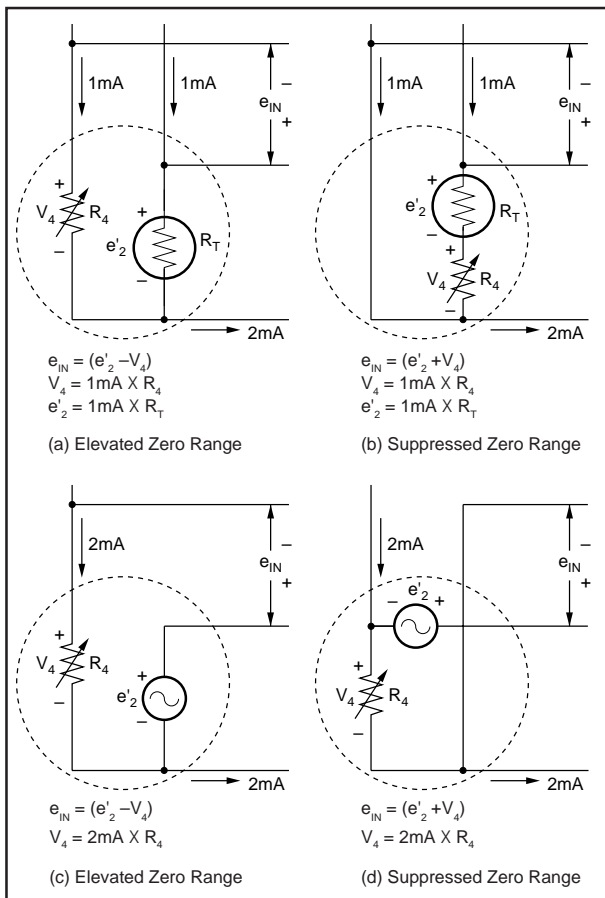 1mA
1mA
–
e_IN
+
+
V_4
R_4
–
+
e'_2
R_T
–
2mA
e_IN = (e'_2 –V_4)
V_4 = 1mA X R_4
e'_2 = 1mA X R_T
(a) Elevated Zero Range
1mA
1mA
–
e_IN
+
+
e'_2
R_T
–
+
V_4
R_4
–
2mA
e_IN = (e'_2 +V_4)
V_4 = 1mA X R_4
e'_2 = 1mA X R_T
(b) Suppressed Zero Range
2mA
–
e_IN
+
+
V_4
R_4
–
+
e'_2
–
2mA
e_IN = (e'_2 –V_4)
V_4 = 2mA X R_4
(c) Elevated Zero Range
2mA
–
e_IN
+
e'_2
– +
+
V_4
R_4
–
2mA
e_IN = (e'_2 +V_4)
V_4 = 2mA X R_4
(d) Suppressed Zero Range